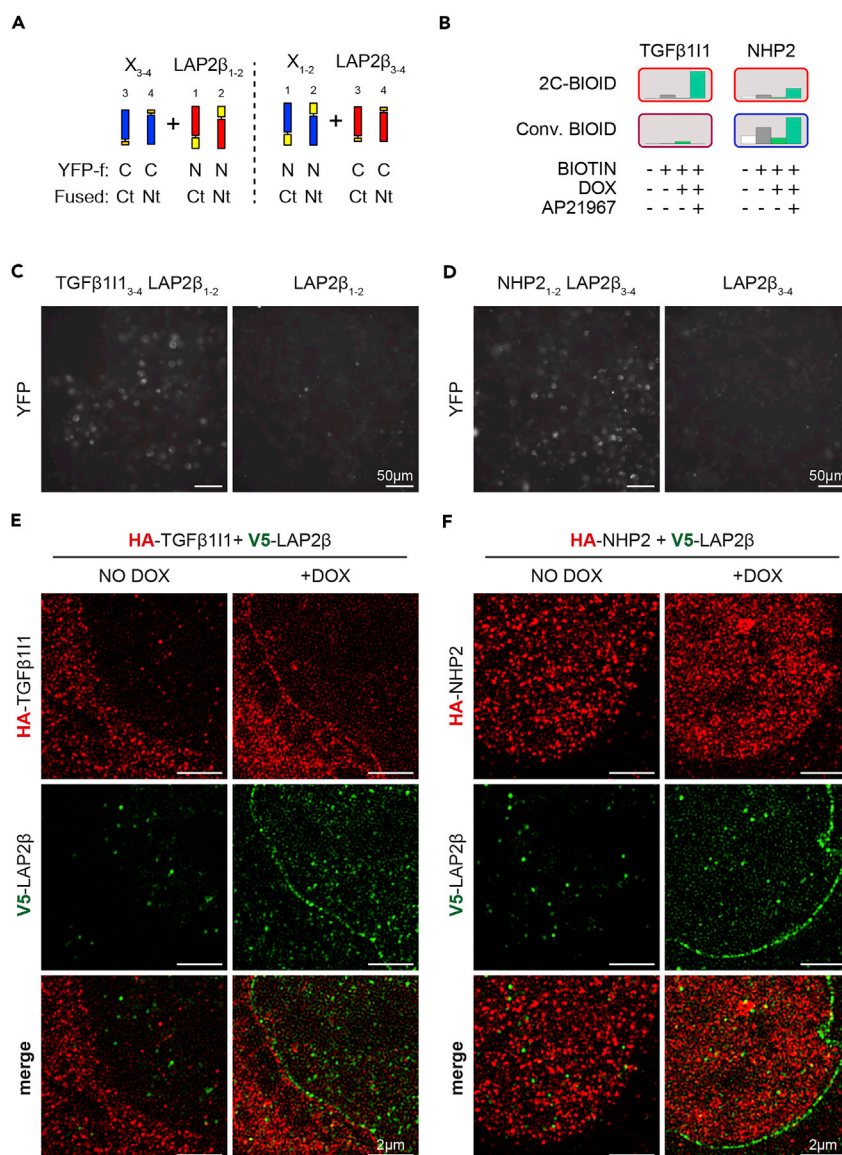 A
X3-4 LAP2β1-2 X1-2 LAP2β3-4
3 4 1 2 1 2 3 4
+ +
YFP-f: C C N N N N C C
Fused: Ct Nt Ct Nt Ct Nt Ct Nt
B
TGFβ1I1 NHP2
2C-BIOID
Conv. BIOID
BIOTIN - + + + - + + +
DOX - - + + - - + +
AP21967 - - - + - - - +
C
TGFβ1I13-4 LAP2β1-2 LAP2β1-2
YFP
50μm
D
NHP21-2 LAP2β3-4 LAP2β3-4
YFP
50μm
E
HA-TGFβ1I1+ V5-LAP2β
NO DOX +DOX
HA-TGFβ1I1
V5-LAP2β
merge
2μm
F
HA-NHP2 + V5-LAP2β
NO DOX +DOX
HA-NHP2
V5-LAP2β
merge
2μm